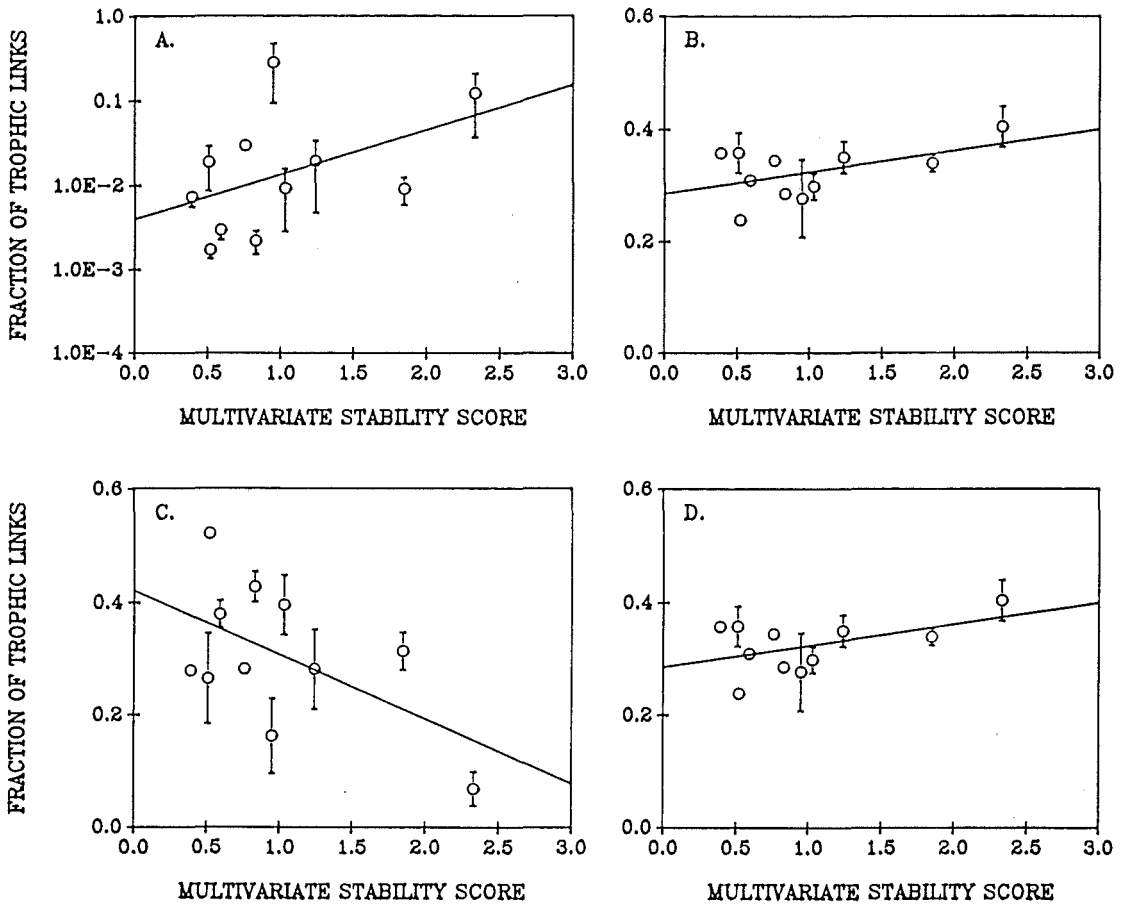 FRACTION OF TROPHIC LINKS
A.
1.0
0.1
1.0E-2
1.0E-3
1.0E-4
0.0 0.5 1.0 1.5 2.0 2.5 3.0
MULTIVARIATE STABILITY SCORE
B.
0.6
0.4
0.2
0.0
0.0 0.5 1.0 1.5 2.0 2.5 3.0
MULTIVARIATE STABILITY SCORE
FRACTION OF TROPHIC LINKS
C.
0.6
0.4
0.2
0.0
0.0 0.5 1.0 1.5 2.0 2.5 3.0
MULTIVARIATE STABILITY SCORE
D.
0.6
0.4
0.2
0.0
0.0 0.5 1.0 1.5 2.0 2.5 3.0
MULTIVARIATE STABILITY SCORE